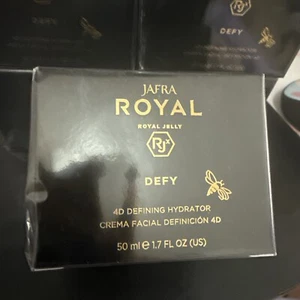 JAFRA
ROYAL
ROYAL JELLY
RJx
DEFY
4D DEFINING HYDRATOR
CREMA FACIAL DEFINICIÓN 4D
50 ml e 1.7 FL OZ (US)
DEFY